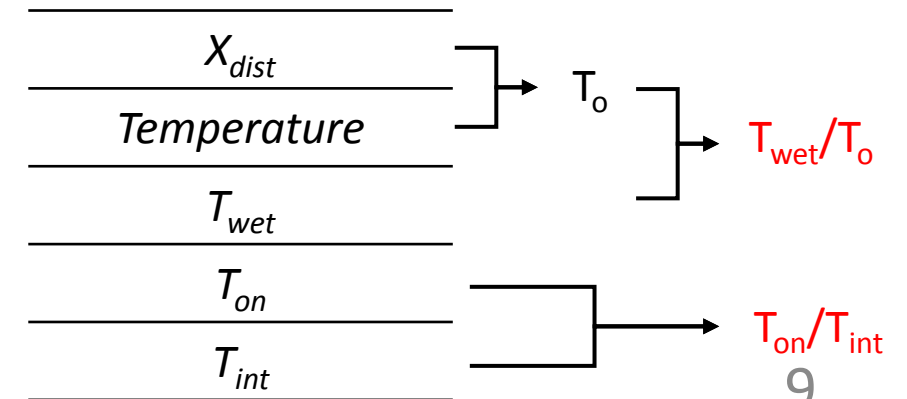 X_dist
Temperature
T_wet
T_on
T_int
T_o
T_wet/T_o
T_on/T_int
9